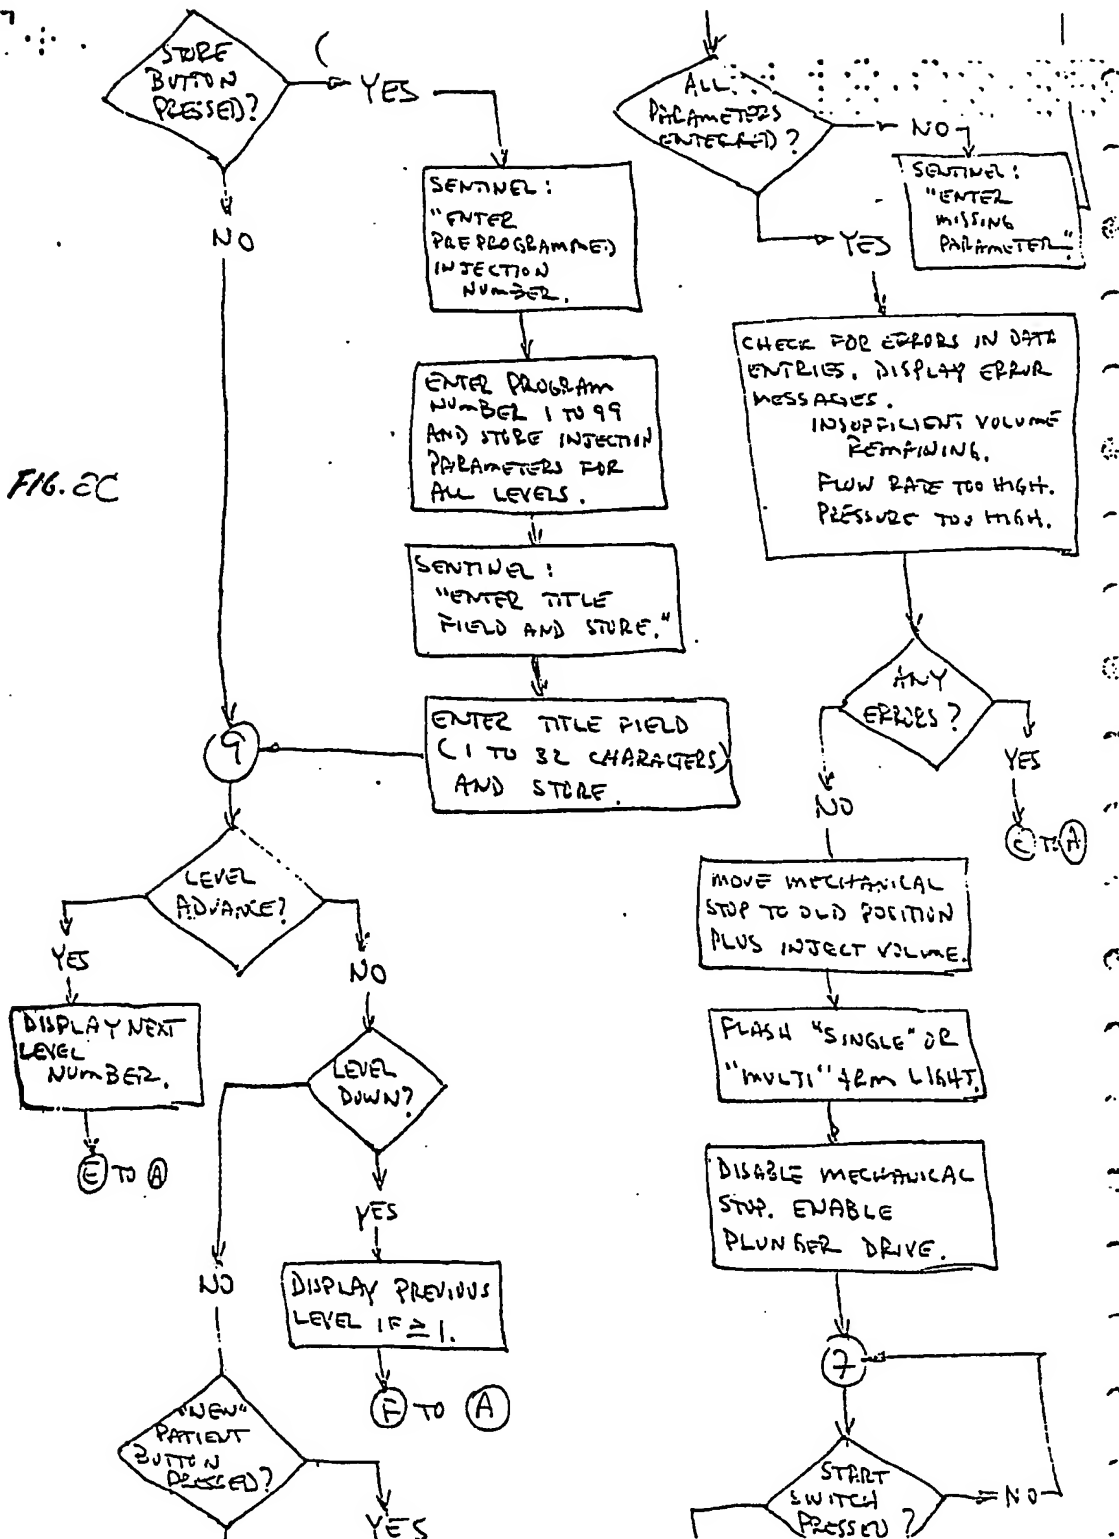 STORE
BUTTON
PRESSED?
YES
NO
SENTINEL:
"ENTER
PREPROGRAMMED
INJECTION
NUMBER.
ENTER PROGRAM
NUMBER 1 TO 99
AND STORE INJECTION
PARAMETERS FOR
ALL LEVELS.
SENTINEL:
"ENTER TITLE
FIELD AND STORE."
ENTER TITLE FIELD
(1 TO 32 CHARACTERS)
AND STORE.
FIG. 2C
9
LEVEL
ADVANCE?
YES
NO
DISPLAY NEXT
LEVEL
NUMBER.
E TO A
LEVEL
DOWN?
YES
NO
DISPLAY PREVIOUS
LEVEL IF ≥ 1.
F TO A
"NEW"
PATIENT
BUTTON
PRESSED?
YES
ALL
PARAMETERS
ENTERED?
NO
SENTINEL:
"ENTER
MISSING
PARAMETER."
YES
CHECK FOR ERRORS IN DATA
ENTRIES. DISPLAY ERROR
MESSAGES.
INSUFFICIENT VOLUME
REMAINING.
FLOW RATE TOO HIGH.
PRESSURE TOO HIGH.
ANY
ERRORS?
YES
C TO A
NO
MOVE MECHANICAL
STOP TO OLD POSITION
PLUS INJECT VOLUME.
FLASH "SINGLE" OR
"MULTI" ARM LIGHT.
DISABLE MECHANICAL
STOP. ENABLE
PLUNGER DRIVE.
7
START
SWITCH
PRESSED?
NO